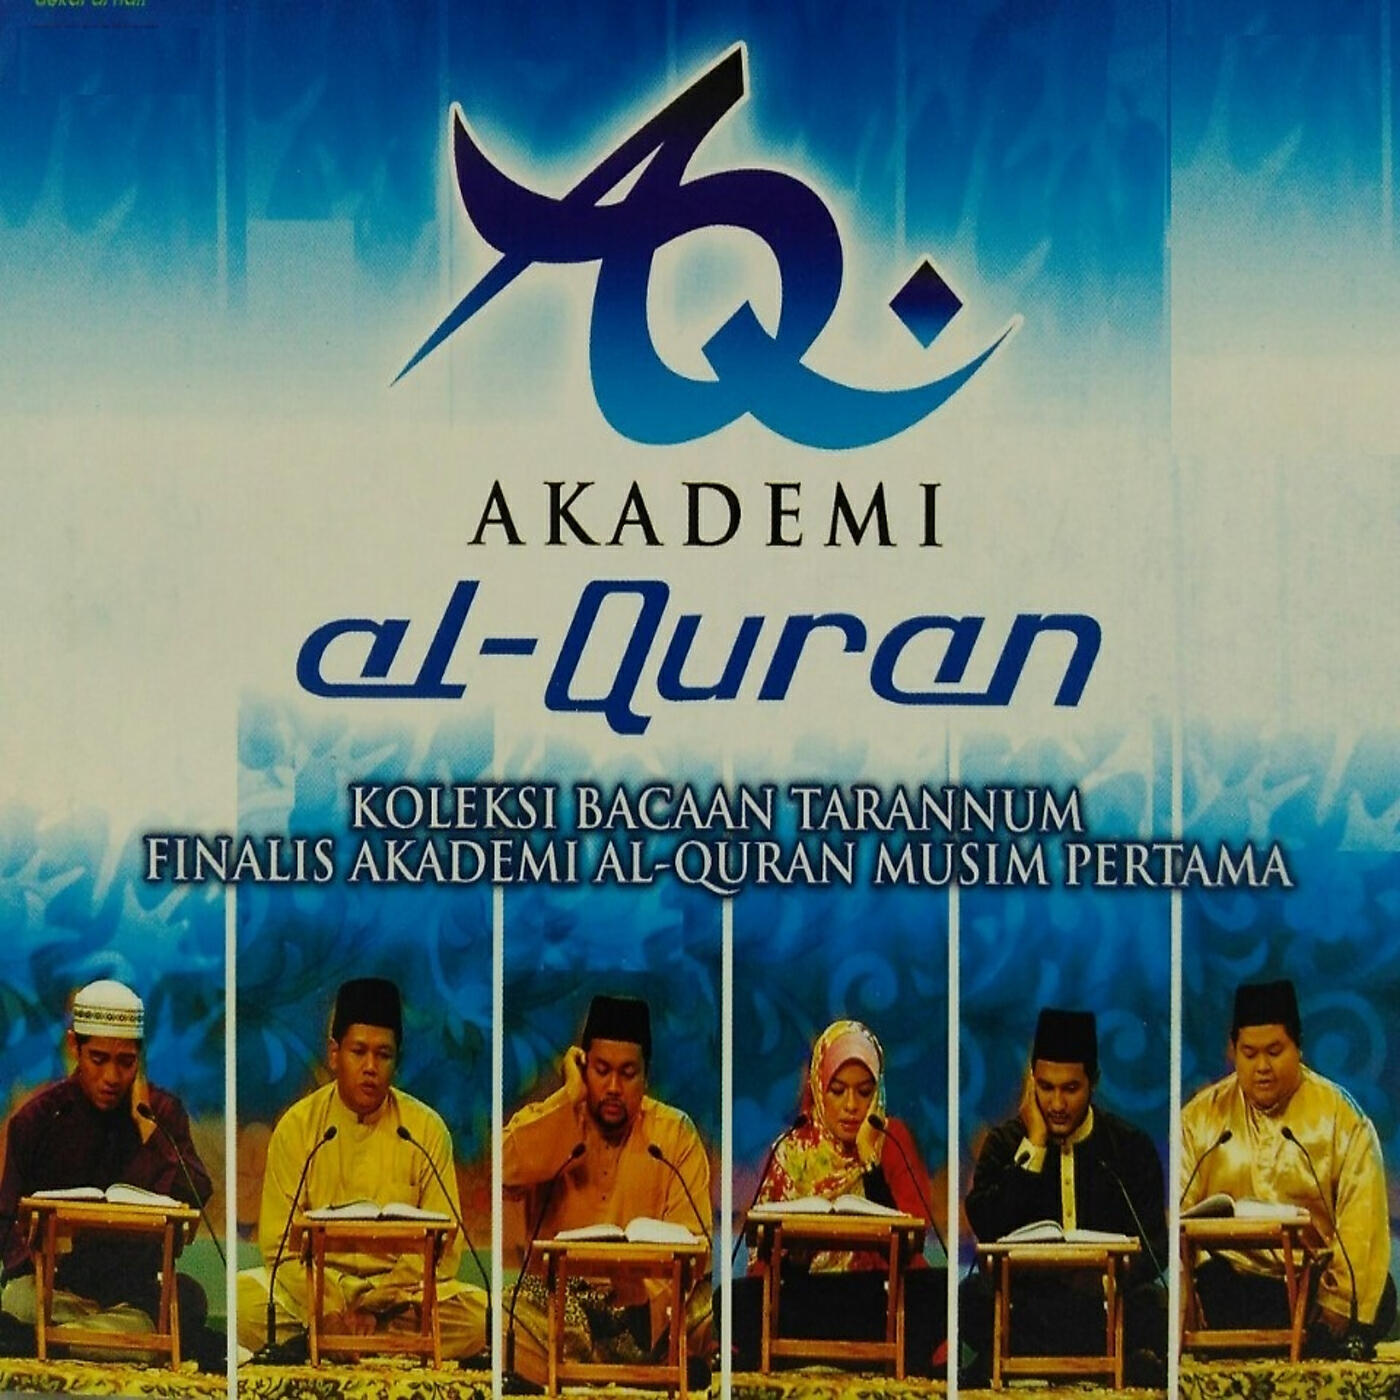 AQ
AKADEMI
al-Quran
KOLEKSI BACAAN TARANNUM
FINALIS AKADEMI AL-QURAN MUSIM PERTAMA